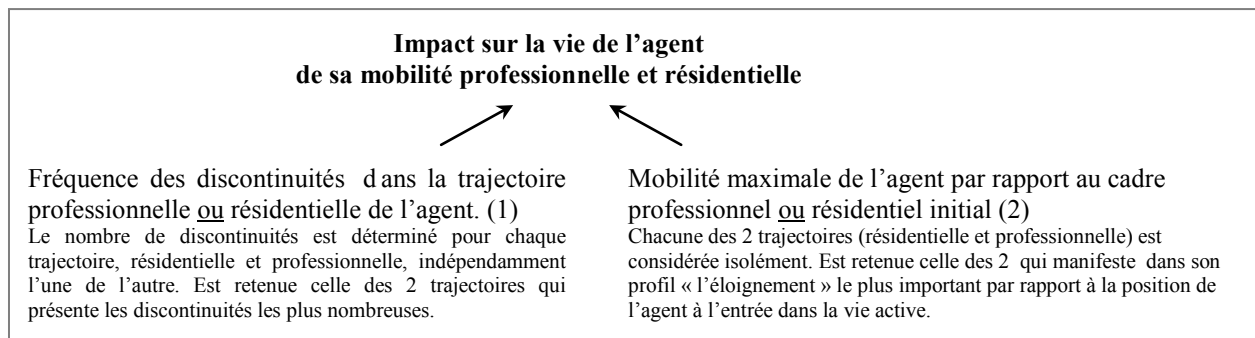 Impact sur la vie de l’agent
de sa mobilité professionnelle et résidentielle
Fréquence des discontinuités d ans la trajectoire
professionnelle ou résidentielle de l’agent. (1)
Le nombre de discontinuités est déterminé pour chaque
trajectoire, résidentielle et professionnelle, indépendamment
l’une de l’autre. Est retenue celle des 2 trajectoires qui
présente les discontinuités les plus nombreuses.
Mobilité maximale de l’agent par rapport au cadre
professionnel ou résidentiel initial (2)
Chacune des 2 trajectoires (résidentielle et professionnelle) est
considérée isolément. Est retenue celle des 2 qui manifeste dans son
profil « l’éloignement » le plus important par rapport à la position de
l’agent à l’entrée dans la vie active.